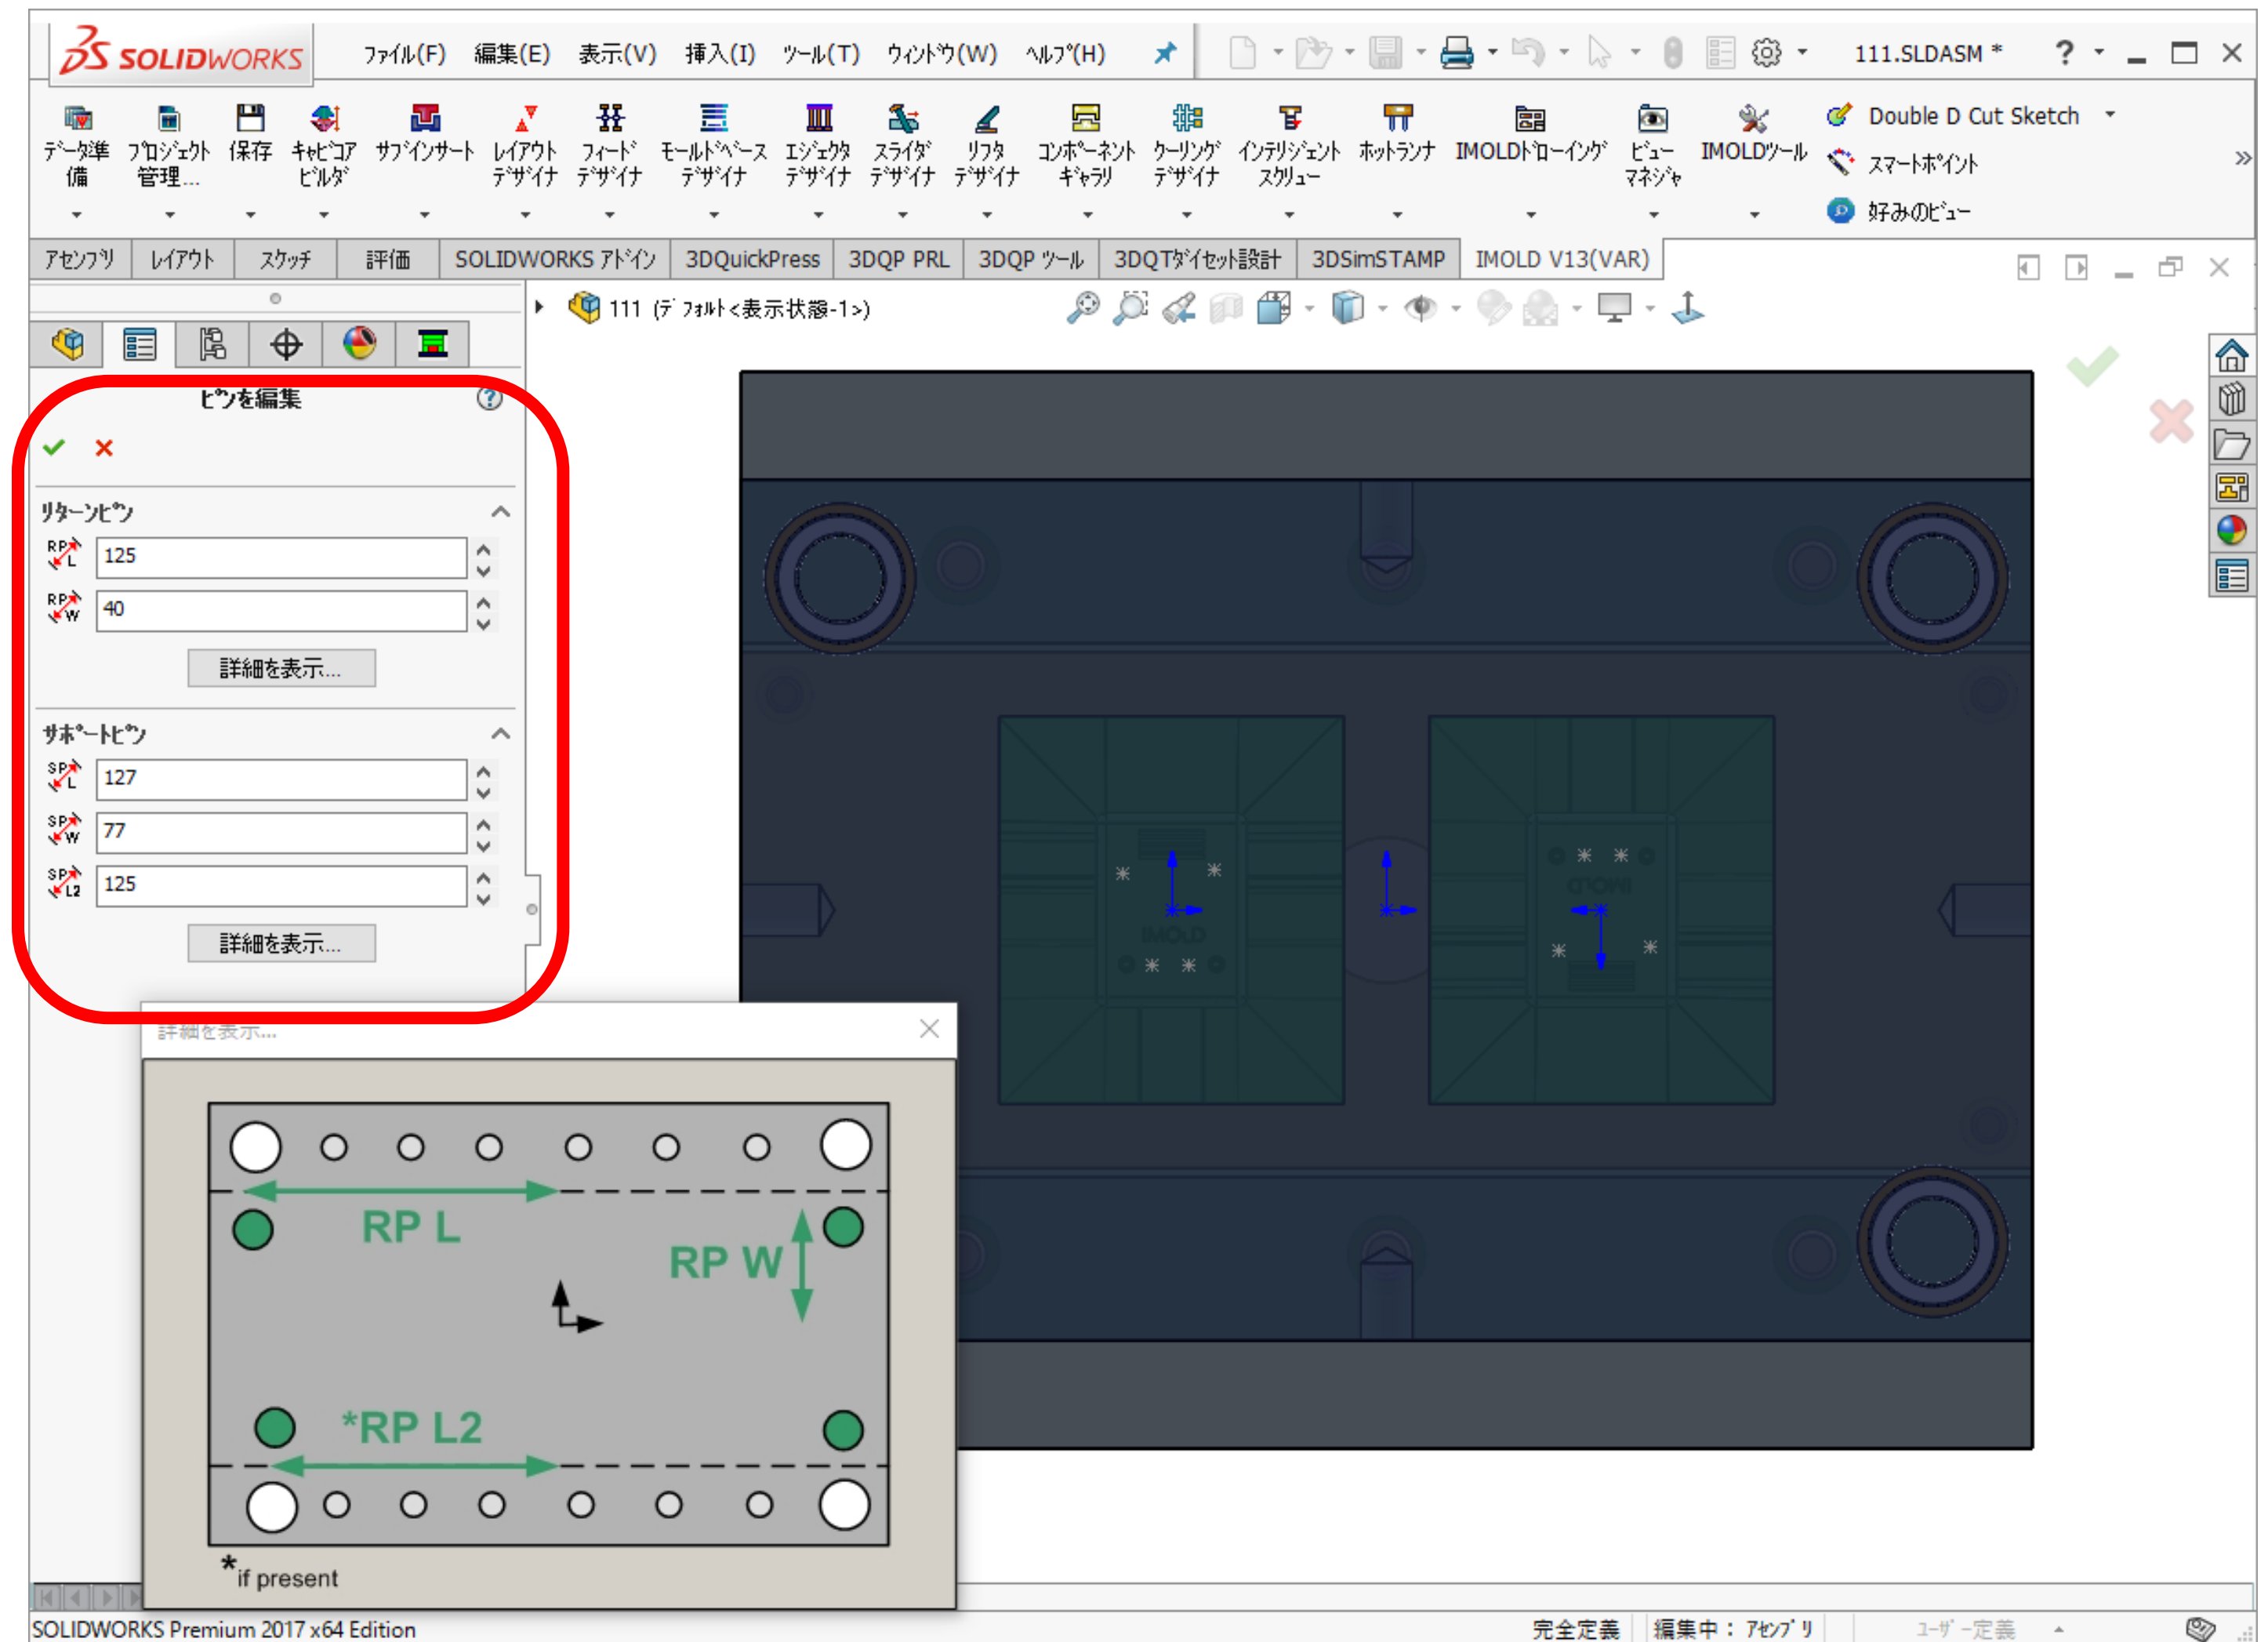 SOLIDWORKS ﾌｧｲﾙ(F) 編集(E) 表示(V) 挿入(I) ﾂｰﾙ(T) ｳｨﾝﾄﾞｳ(W) ﾍﾙﾌﾟ(H) 111.SLDASM * ?
ﾃﾞｰﾀ準備 ﾌﾟﾛｼﾞｪｸﾄ管理... 保存 ｷｬﾋﾞｺｱﾋﾞﾙﾀﾞ ｻﾌﾞｲﾝｻｰﾄ ﾚｲｱｳﾄﾃﾞｻﾞｲﾅ ﾌｨｰﾄﾞﾃﾞｻﾞｲﾅ ﾓｰﾙﾄﾞﾍﾞｰｽﾃﾞｻﾞｲﾅ ｴｼﾞｪｸﾀﾃﾞｻﾞｲﾅ ｽﾗｲﾀﾞﾃﾞｻﾞｲﾅ ﾘﾌﾀﾃﾞｻﾞｲﾅ ｺﾝﾎﾟｰﾈﾝﾄｷﾞｬﾗﾘ ｸｰﾘﾝｸﾞﾃﾞｻﾞｲﾅ ｲﾝﾃﾘｼﾞｪﾝﾄｽｸﾘｭｰ ﾎｯﾄﾗﾝﾅ IMOLDﾄﾞﾛｰｲﾝｸﾞ ﾋﾞｭｰﾏﾈｼﾞｬ IMOLDﾂｰﾙ
Double D Cut Sketch
ｽﾏｰﾄﾎﾟｲﾝﾄ
好みのﾋﾞｭｰ
ｱｾﾝﾌﾞﾘ ﾚｲｱｳﾄ ｽｹｯﾁ 評価 SOLIDWORKS ｱﾄﾞｲﾝ 3DQuickPress 3DQP PRL 3DQP ﾂｰﾙ 3DQTﾀﾞｲｾｯﾄ設計 3DSimSTAMP IMOLD V13(VAR)
111 (ﾃﾞﾌｫﾙﾄ<表示状態-1>)
ﾋﾟﾝを編集
ﾘﾀｰﾝﾋﾟﾝ
RP L 125
RP W 40
詳細を表示...
ｻﾎﾟｰﾄﾋﾟﾝ
SP L 127
SP W 77
SP L2 125
詳細を表示...
IMOLD
IMOLD
詳細を表示...
RP L
RP W
*RP L2
*if present
SOLIDWORKS Premium 2017 x64 Edition 完全定義 編集中： ｱｾﾝﾌﾞﾘ ﾕｰｻﾞｰ定義